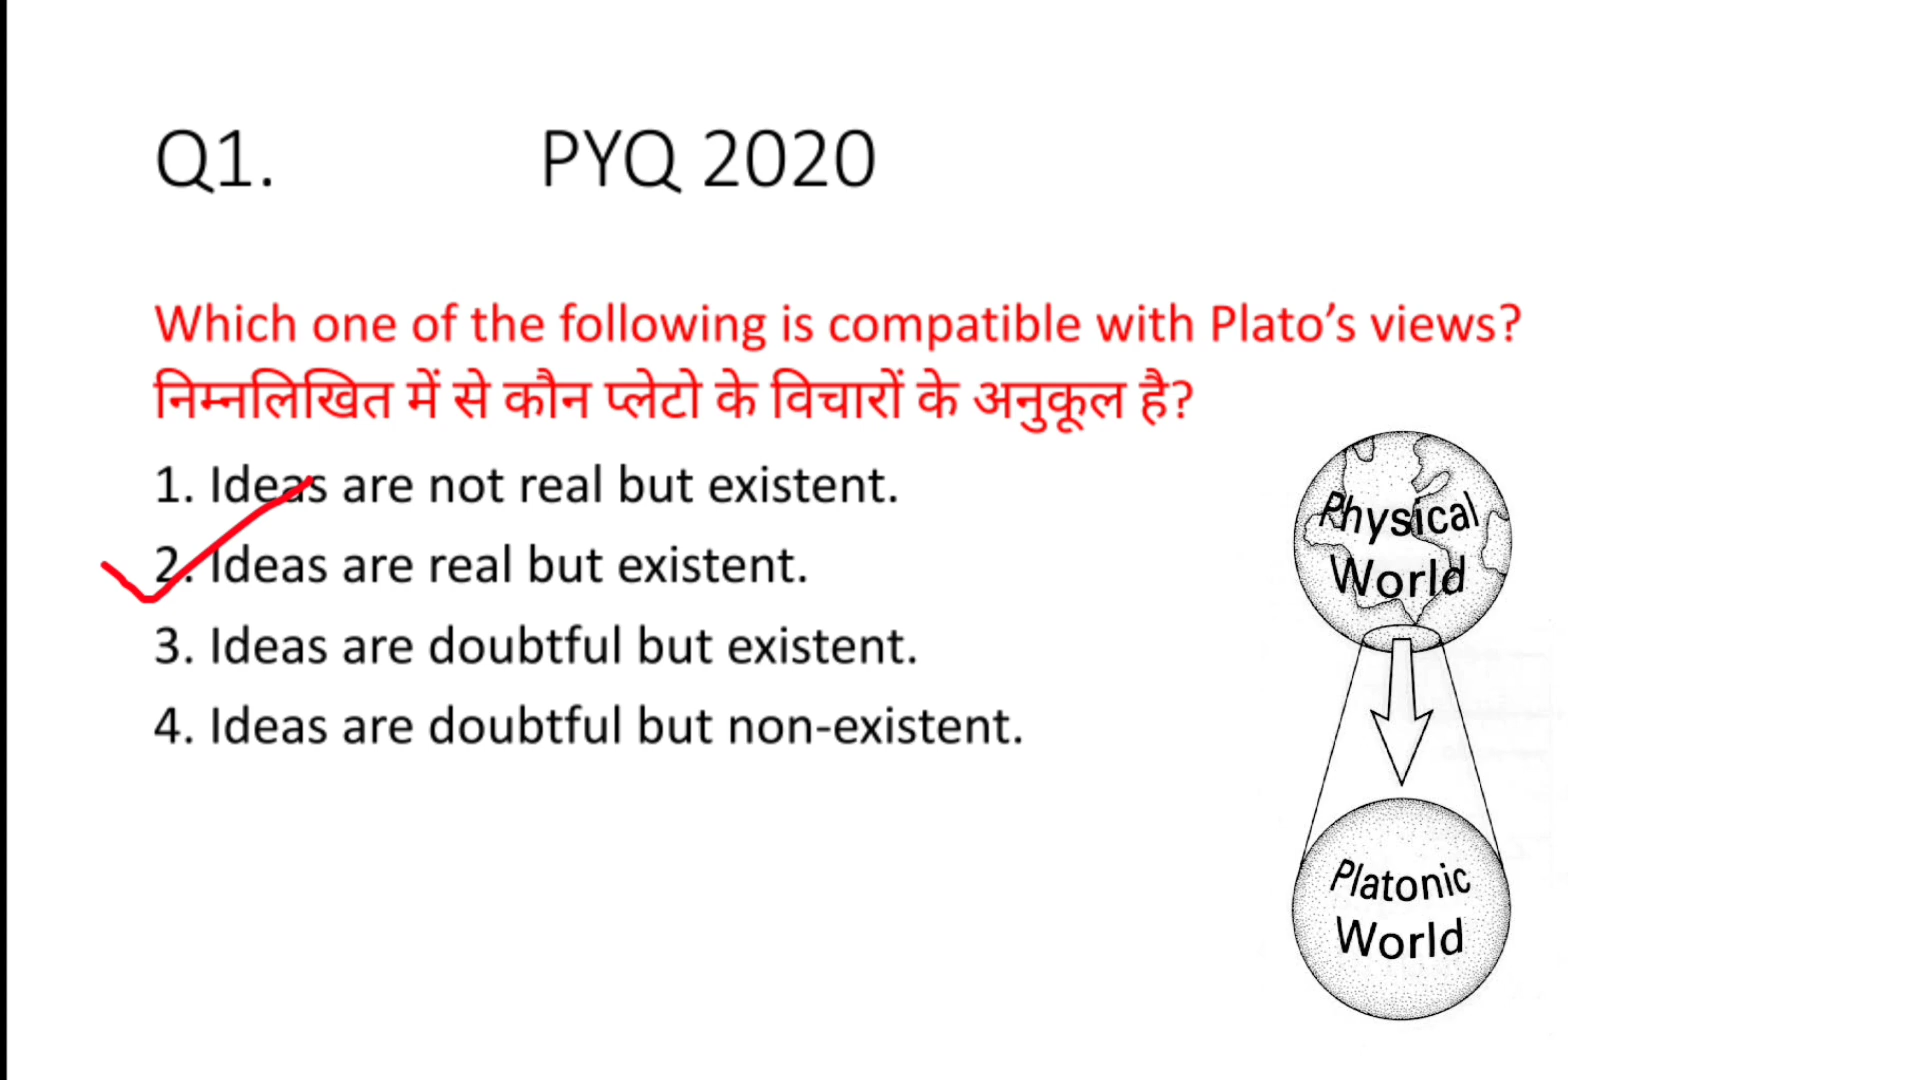 Q1. PYQ 2020
Which one of the following is compatible with Plato’s views?
निम्नलिखित में से कौन प्लेटो के विचारों के अनुकूल है?
1. Ideas are not real but existent.
2. Ideas are real but existent.
3. Ideas are doubtful but existent.
4. Ideas are doubtful but non-existent.
Physical
World
Platonic
World